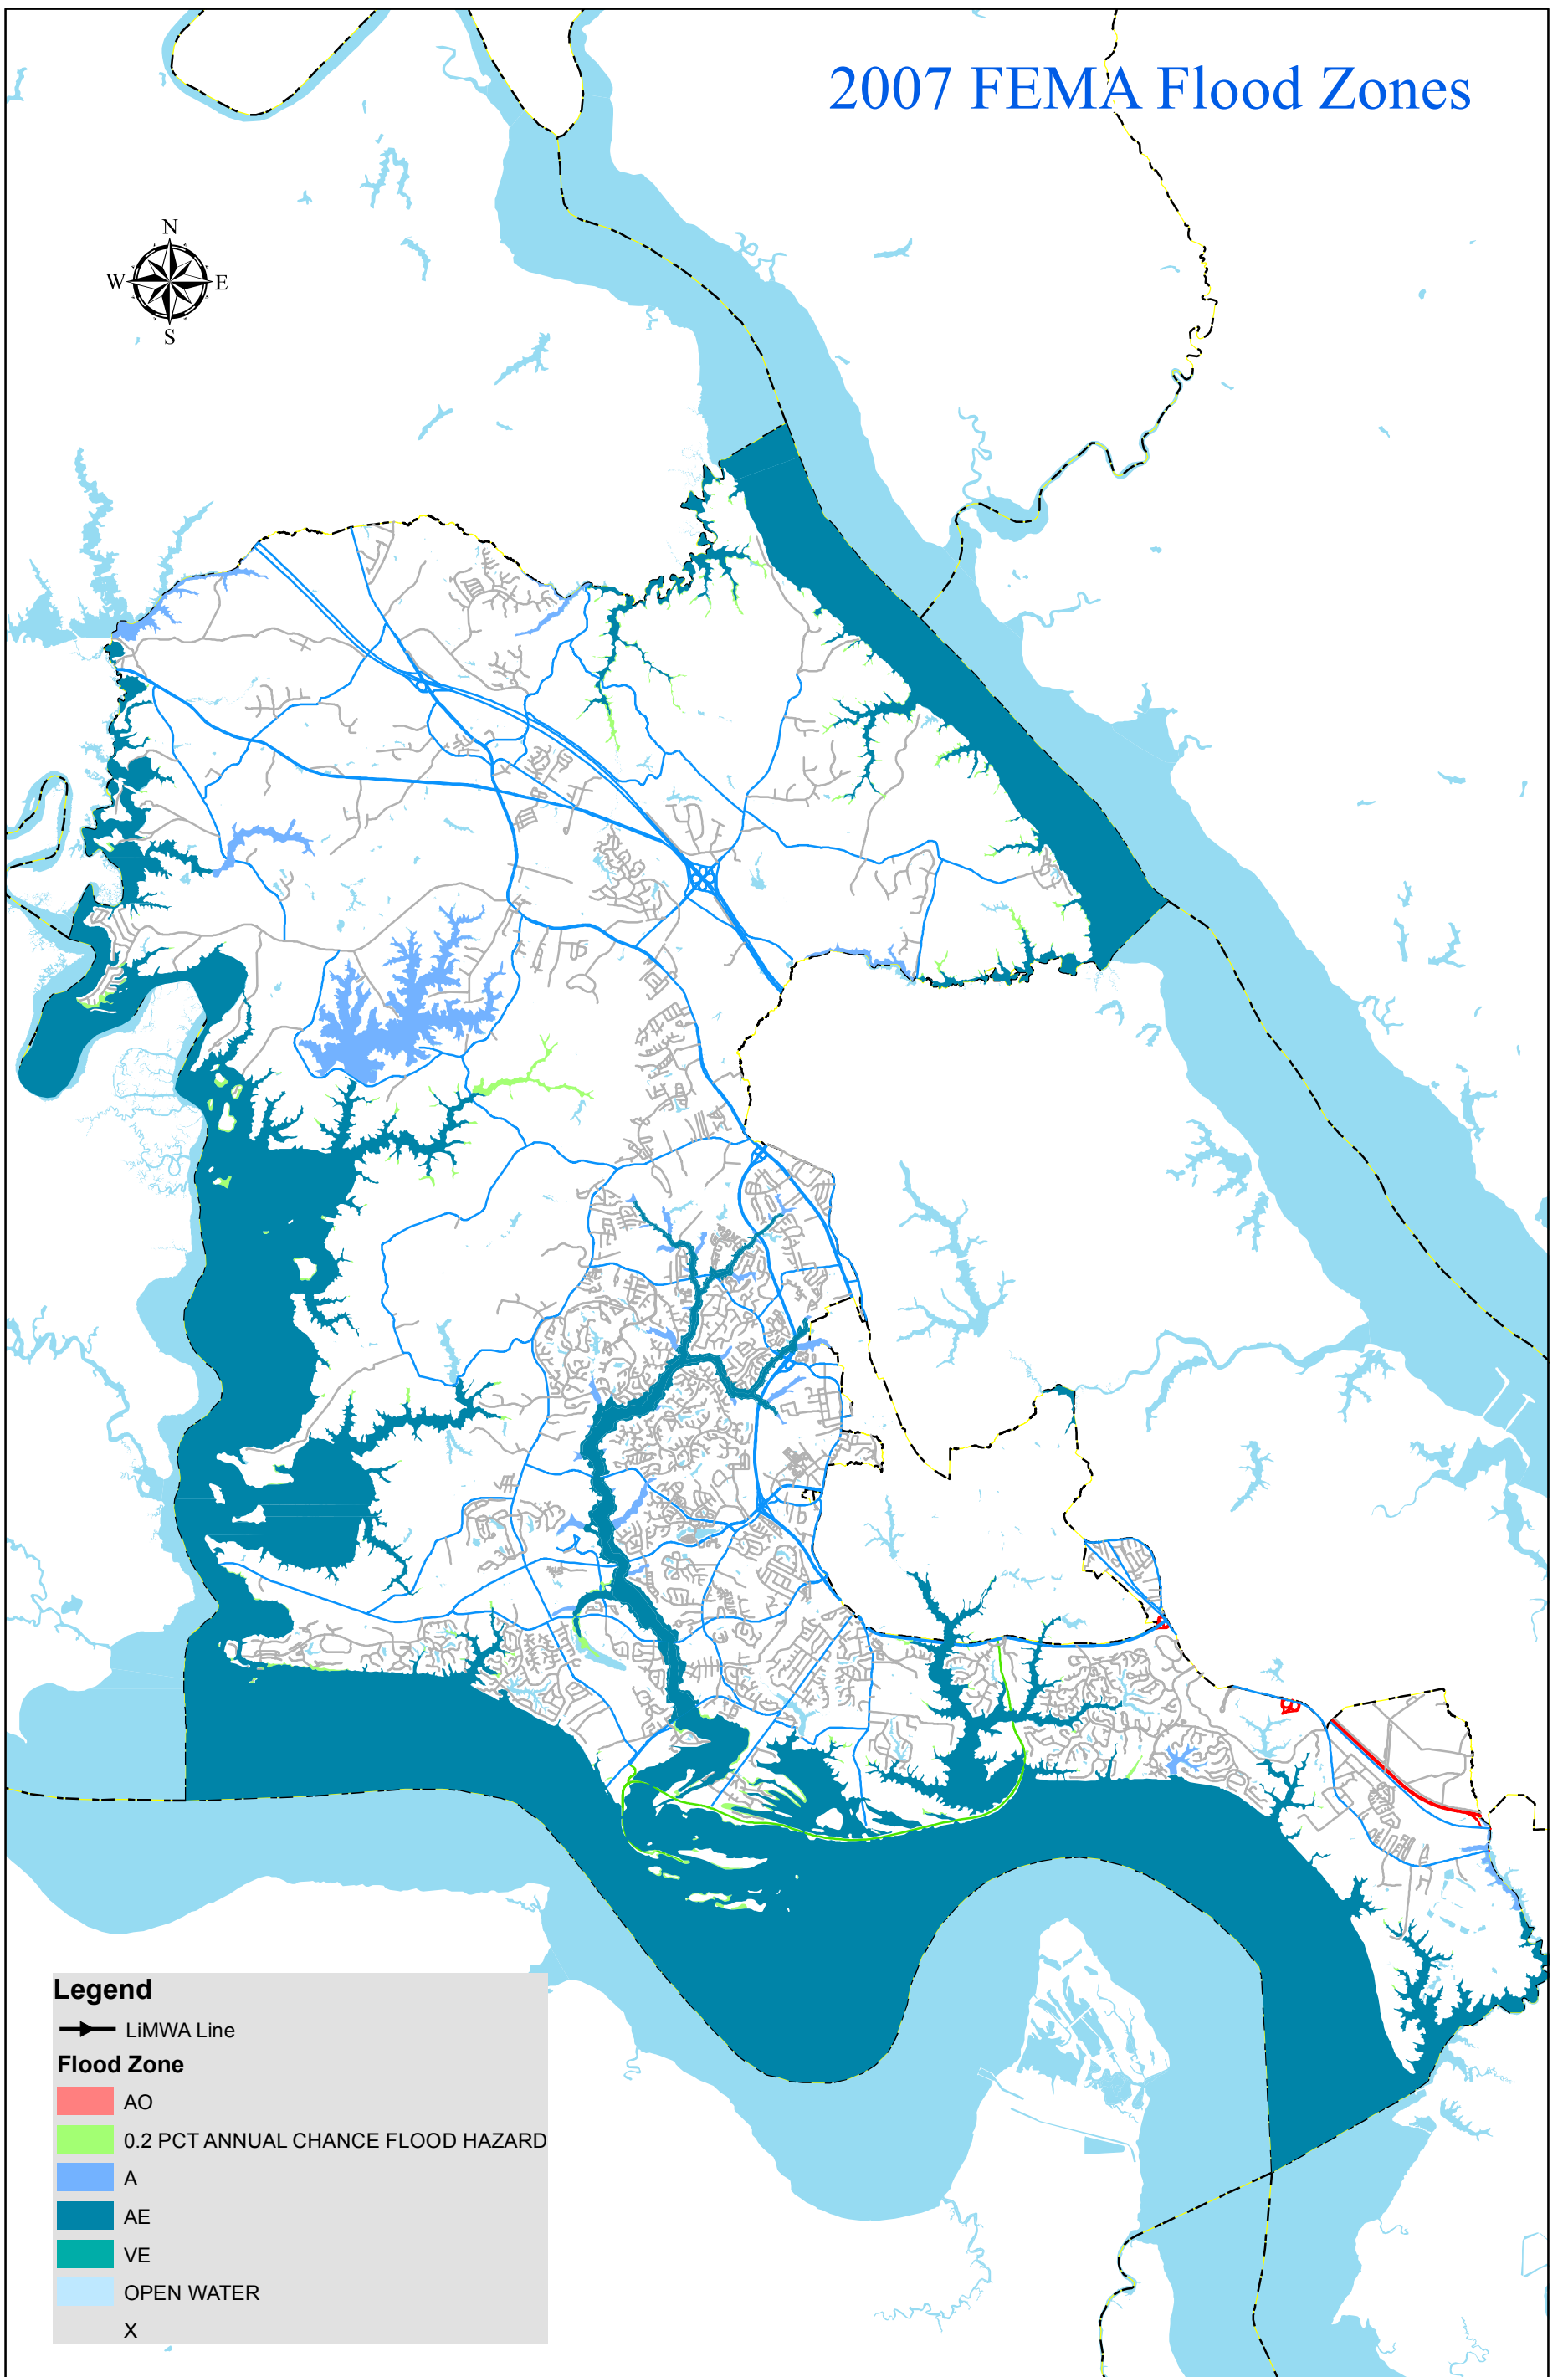 2007 FEMA Flood Zones
N
W E
S
Legend
LiMWA Line
Flood Zone
AO
0.2 PCT ANNUAL CHANCE FLOOD HAZARD
A
AE
VE
OPEN WATER
X